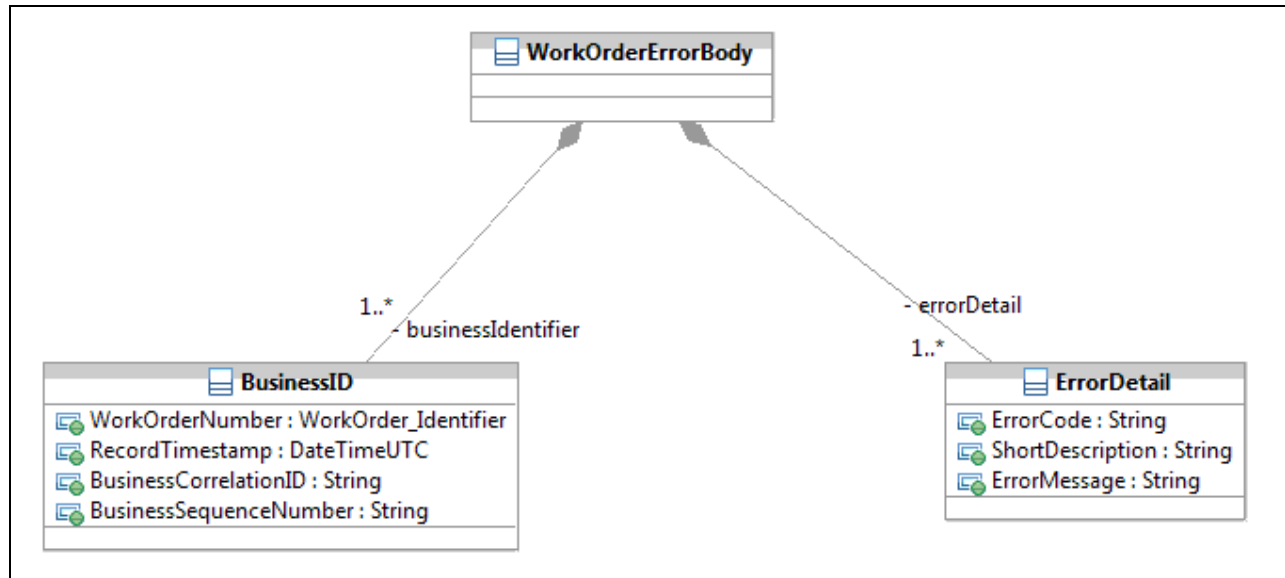 WorkOrderErrorBody
1..*
- businessIdentifier
- errorDetail
1..*
BusinessID
WorkOrderNumber : WorkOrder_Identifier
RecordTimestamp : DateTimeUTC
BusinessCorrelationID : String
BusinessSequenceNumber : String
ErrorDetail
ErrorCode : String
ShortDescription : String
ErrorMessage : String